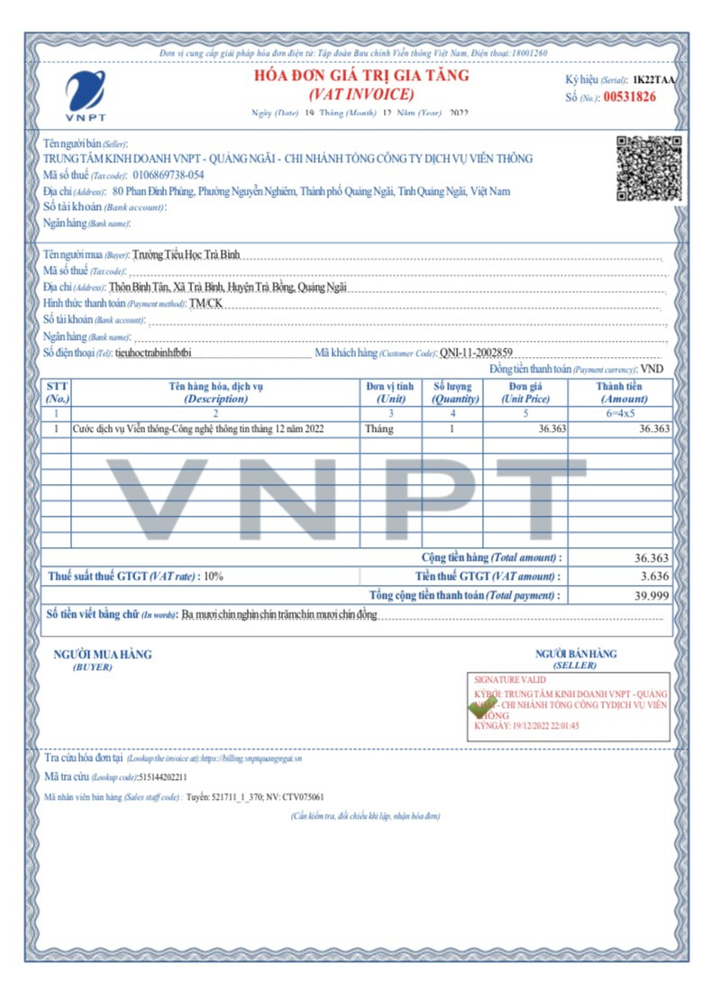 Đơn vị cung cấp giải pháp hóa đơn điện tử: Tập đoàn Bưu chính Viễn thông Việt Nam, Điện thoại:18001260
VNPT
HÓA ĐƠN GIÁ TRỊ GIA TĂNG
(VAT INVOICE)
Ngày (Date) 19 Tháng (Month) 12 Năm (Year) 2022
Ký hiệu (Serial): 1K22TAA
Số (No.): 00531826
Tên người bán (Seller):
TRUNG TÂM KINH DOANH VNPT - QUẢNG NGÃI - CHI NHÁNH TỔNG CÔNG TY DỊCH VỤ VIỄN THÔNG
Mã số thuế (Tax code): 0106869738-054
Địa chỉ (Address): 80 Phan Đình Phùng, Phường Nguyễn Nghiêm, Thành phố Quảng Ngãi, Tỉnh Quảng Ngãi, Việt Nam
Số tài khoản (Bank account):
Ngân hàng (Bank name):
Tên người mua (Buyer): Trường Tiểu Học Trà Bình
Mã số thuế (Tax code):
Địa chỉ (Address): Thôn Bình Tân, Xã Trà Bình, Huyện Trà Bồng, Quảng Ngãi
Hình thức thanh toán (Payment method): TM/CK
Số tài khoản (Bank account):
Ngân hàng (Bank name):
Số điện thoại (Tel): tieuhoctrabinhfbtbi Mã khách hàng (Customer Code): QNI-11-2002859
Đồng tiền thanh toán (Payment currency): VND
STT Tên hàng hóa, dịch vụ Đơn vị tính Số lượng Đơn giá Thành tiền
(No.) (Description) (Unit) (Quantity) (Unit Price) (Amount)
1 2 3 4 5 6=4x5
1 Cước dịch vụ Viễn thông-Công nghệ thông tin tháng 12 năm 2022 Tháng 1 36.363 36.363
VNPT
Cộng tiền hàng (Total amount) : 36.363
Thuế suất thuế GTGT (VAT rate) : 10% Tiền thuế GTGT (VAT amount) : 3.636
Tổng cộng tiền thanh toán (Total payment) : 39.999
Số tiền viết bằng chữ (In words): Ba mươi chín nghìn chín trăm chín mươi chín đồng
NGƯỜI MUA HÀNG
(BUYER)
NGƯỜI BÁN HÀNG
(SELLER)
SIGNATURE VALID
KÝ BỞI: TRUNG TÂM KINH DOANH VNPT - QUẢNG
NGÃI - CHI NHÁNH TỔNG CÔNG TY DỊCH VỤ VIỄN
THÔNG
KÝ NGÀY: 19/12/2022 22:01:45
Tra cứu hóa đơn tại (Lookup the invoice at): https://billing.vnptquangngai.vn
Mã tra cứu (Lookup code):515144202211
Mã nhân viên bán hàng (Sales staff code) : Tuyến: 521711_1_370; NV: CTV075061
(Cần kiểm tra, đối chiếu khi lập, nhận hóa đơn)